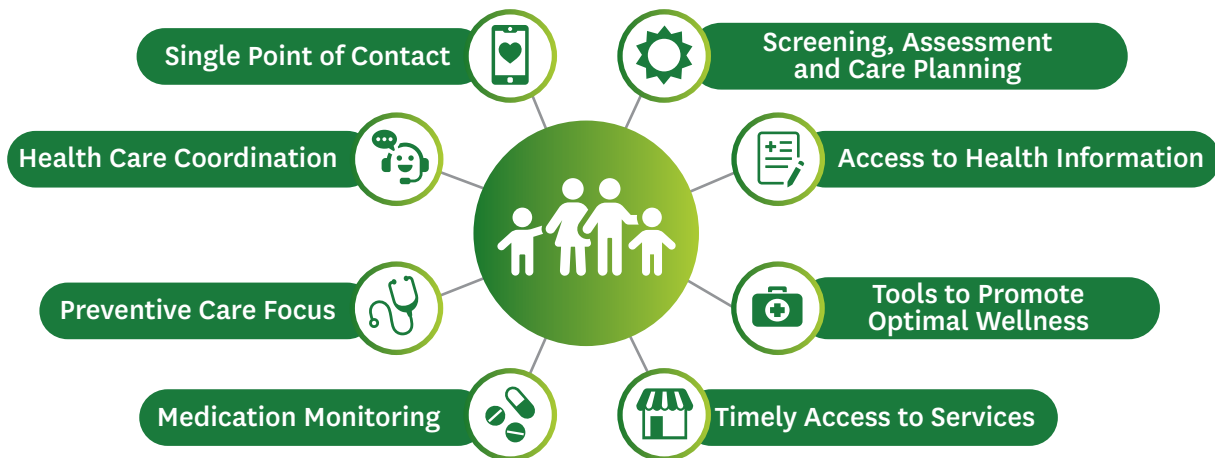 Single Point of Contact
Screening, Assessment
and Care Planning
Health Care Coordination
Access to Health Information
Preventive Care Focus
Tools to Promote
Optimal Wellness
Medication Monitoring
Timely Access to Services